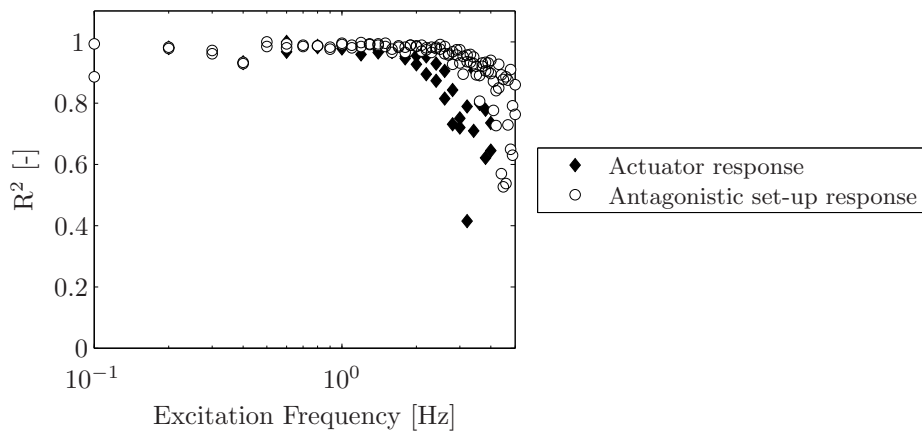 1
0.8
0.6
0.4
0.2
0
R² [-]
10⁻¹
10⁰
Excitation Frequency [Hz]
Actuator response
Antagonistic set-up response